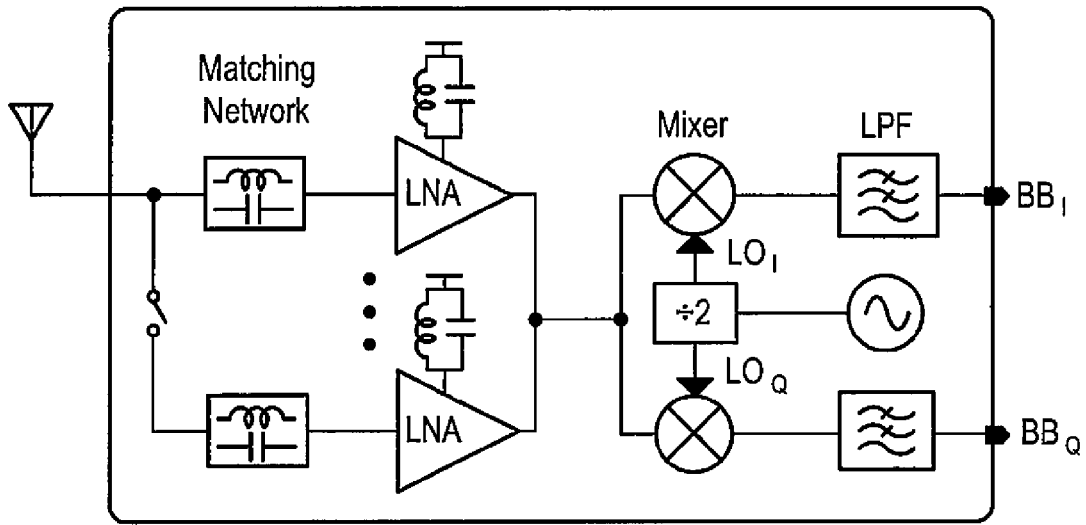 Matching
Network
LNA
Mixer
LPF
BB_I
LO_I
÷2
LO_Q
LNA
BB_Q